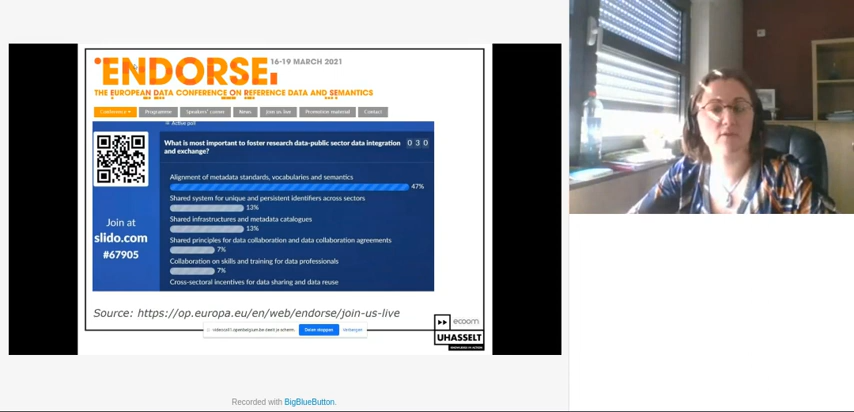 ENDORSE.
16-19 MARCH 2021
THE EUROPEAN DATA CONFERENCE ON REFERENCE DATA AND SEMANTICS
Conference Programme Speakers' corner News Join us live Promotion material Contact
Active poll
What is most important to foster research data-public sector data integration
and exchange?
0 3 0
Alignment of metadata standards, vocabularies and semantics
47%
Shared system for unique and persistent identifiers across sectors
13%
Shared infrastructures and metadata catalogues
13%
Shared principles for data collaboration and data collaboration agreements
7%
Collaboration on skills and training for data professionals
7%
Cross-sectoral incentives for data sharing and data reuse
Join at
slido.com
#67905
Source: https://op.europa.eu/en/web/endorse/join-us-live
Delen stoppen Verbergen
ecoom
UHASSELT
Recorded with BigBlueButton.